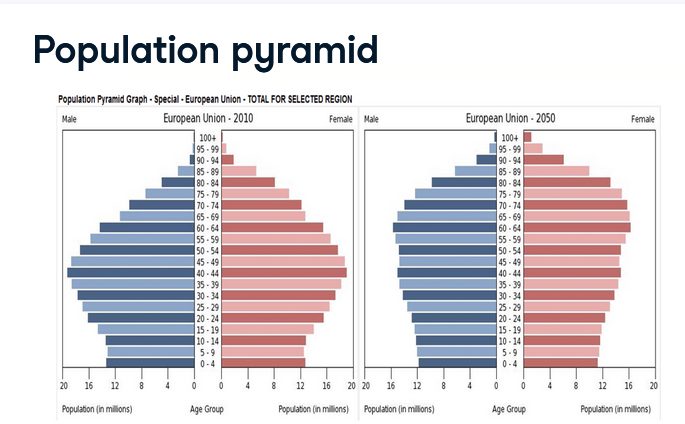 Population pyramid
Population Pyramid Graph - Special - European Union - TOTAL FOR SELECTED REGION
Male European Union - 2010 Female
100+
95 - 99
90 - 94
85 - 89
80 - 84
75 - 79
70 - 74
65 - 69
60 - 64
55 - 59
50 - 54
45 - 49
40 - 44
35 - 39
30 - 34
25 - 29
20 - 24
15 - 19
10 - 14
5 - 9
0 - 4
20 16 12 8 4 0 0 4 8 12 16 20
Population (in millions) Age Group Population (in millions)
Male European Union - 2050 Female
100+
95 - 99
90 - 94
85 - 89
80 - 84
75 - 79
70 - 74
65 - 69
60 - 64
55 - 59
50 - 54
45 - 49
40 - 44
35 - 39
30 - 34
25 - 29
20 - 24
15 - 19
10 - 14
5 - 9
0 - 4
20 16 12 8 4 0 0 4 8 12 16 20
Population (in millions) Age Group Population (in millions)